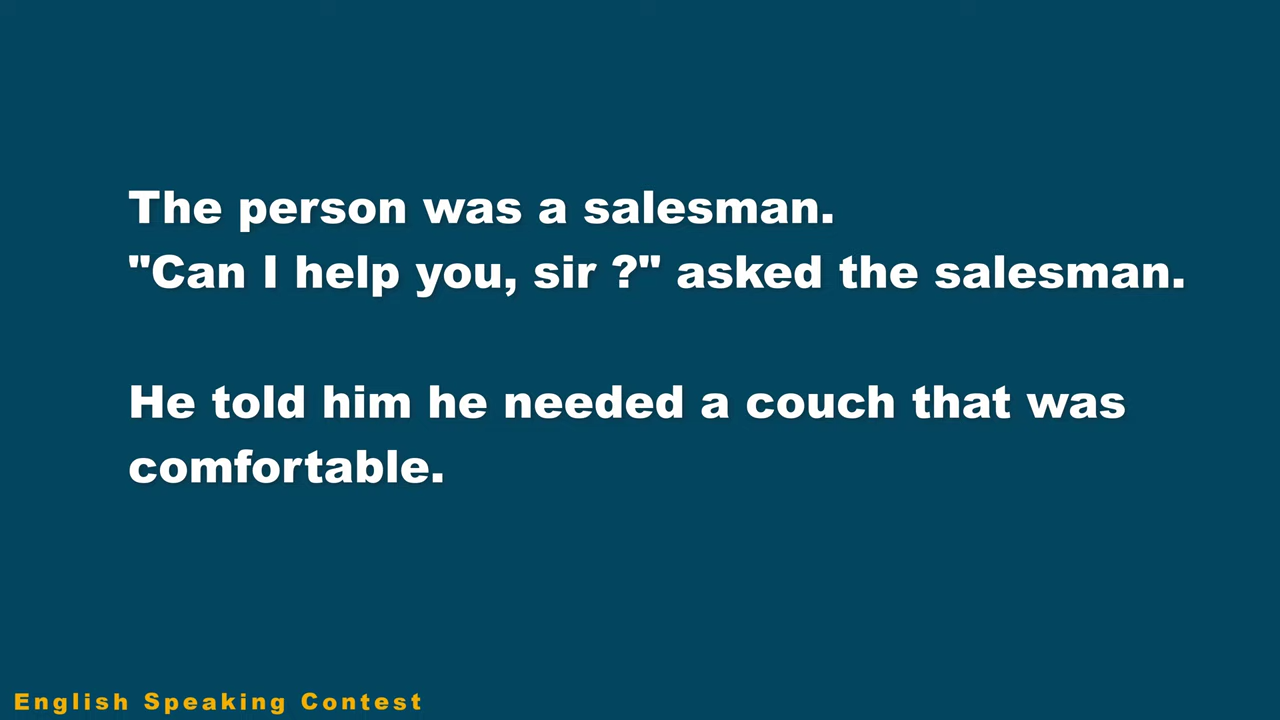 The person was a salesman.
"Can I help you, sir ?" asked the salesman.
He told him he needed a couch that was
comfortable.
English Speaking Contest